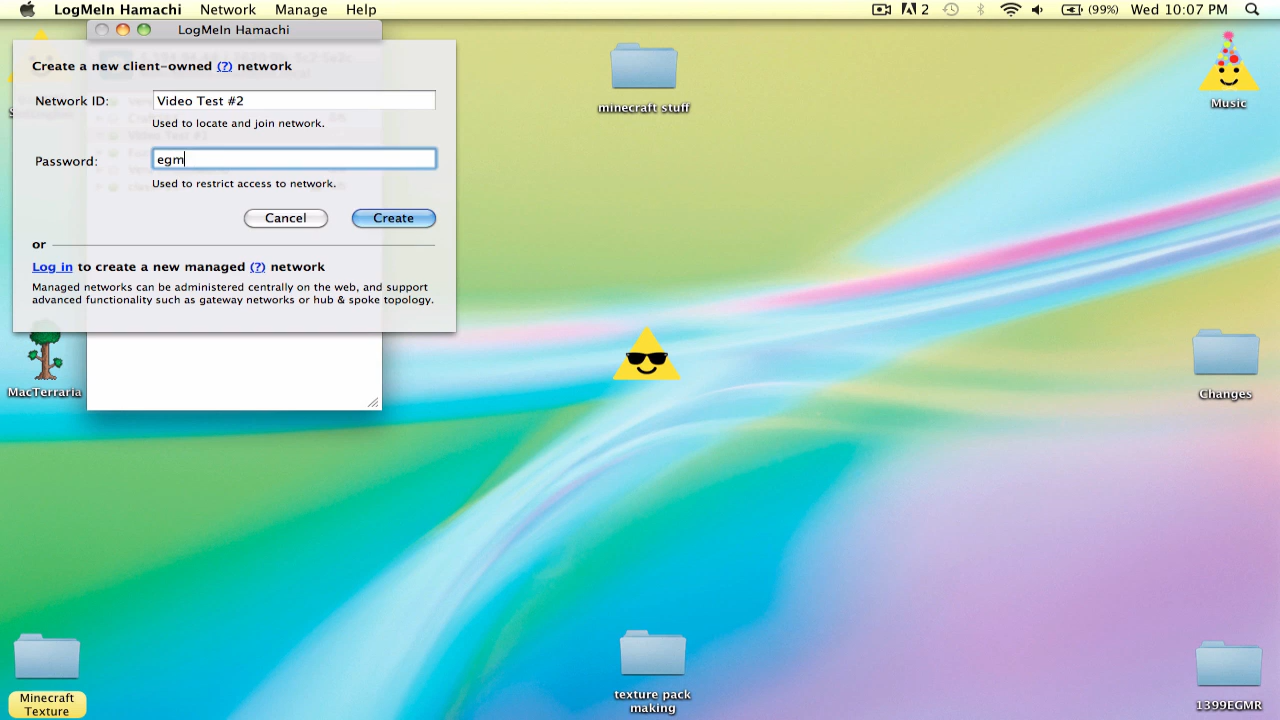 LogMeIn Hamachi Network Manage Help
2 (99%) Wed 10:07 PM
LogMeIn Hamachi
Create a new client-owned (?) network
Network ID: Video Test #2
Used to locate and join network.
Password: egm
Used to restrict access to network.
Cancel Create
or
Log in to create a new managed (?) network
Managed networks can be administered centrally on the web, and support
advanced functionality such as gateway networks or hub & spoke topology.
minecraft stuff
Music
MacTerraria
Changes
Minecraft
Texture
texture pack
making
1399EGMR